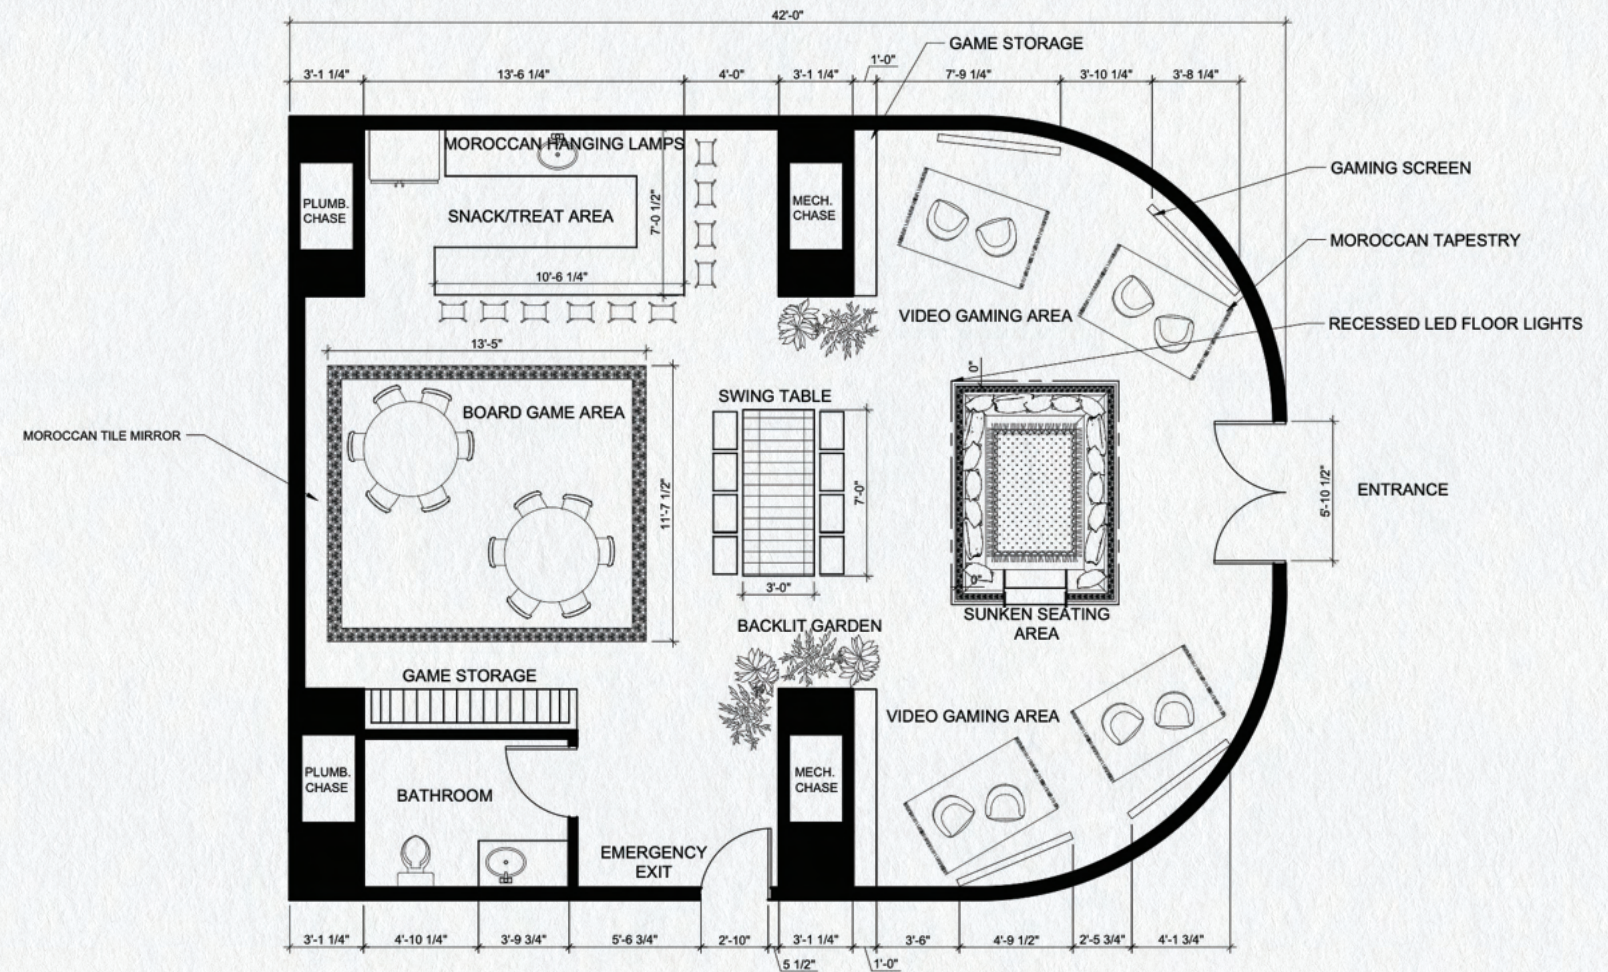 42'-0"
GAME STORAGE
1'-0"
3'-1 1/4"
13'-6 1/4"
4'-0"
3'-1 1/4"
7'-9 1/4"
3'-10 1/4"
3'-8 1/4"
MOROCCAN HANGING LAMPS
GAMING SCREEN
PLUMB.
CHASE
SNACK/TREAT AREA
7'-0 1/2"
MECH.
CHASE
MOROCCAN TAPESTRY
10'-6 1/4"
VIDEO GAMING AREA
RECESSED LED FLOOR LIGHTS
13'-5"
0"
SWING TABLE
BOARD GAME AREA
MOROCCAN TILE MIRROR
11'-7 1/2"
7'-0"
5'-10 1/2"
ENTRANCE
3'-0"
0"
SUNKEN SEATING
AREA
BACKLIT GARDEN
GAME STORAGE
VIDEO GAMING AREA
PLUMB.
CHASE
MECH.
CHASE
BATHROOM
EMERGENCY
EXIT
3'-1 1/4"
4'-10 1/4"
3'-9 3/4"
5'-6 3/4"
2'-10"
3'-1 1/4"
3'-6"
4'-9 1/2"
2'-5 3/4"
4'-1 3/4"
5 1/2"
1'-0"